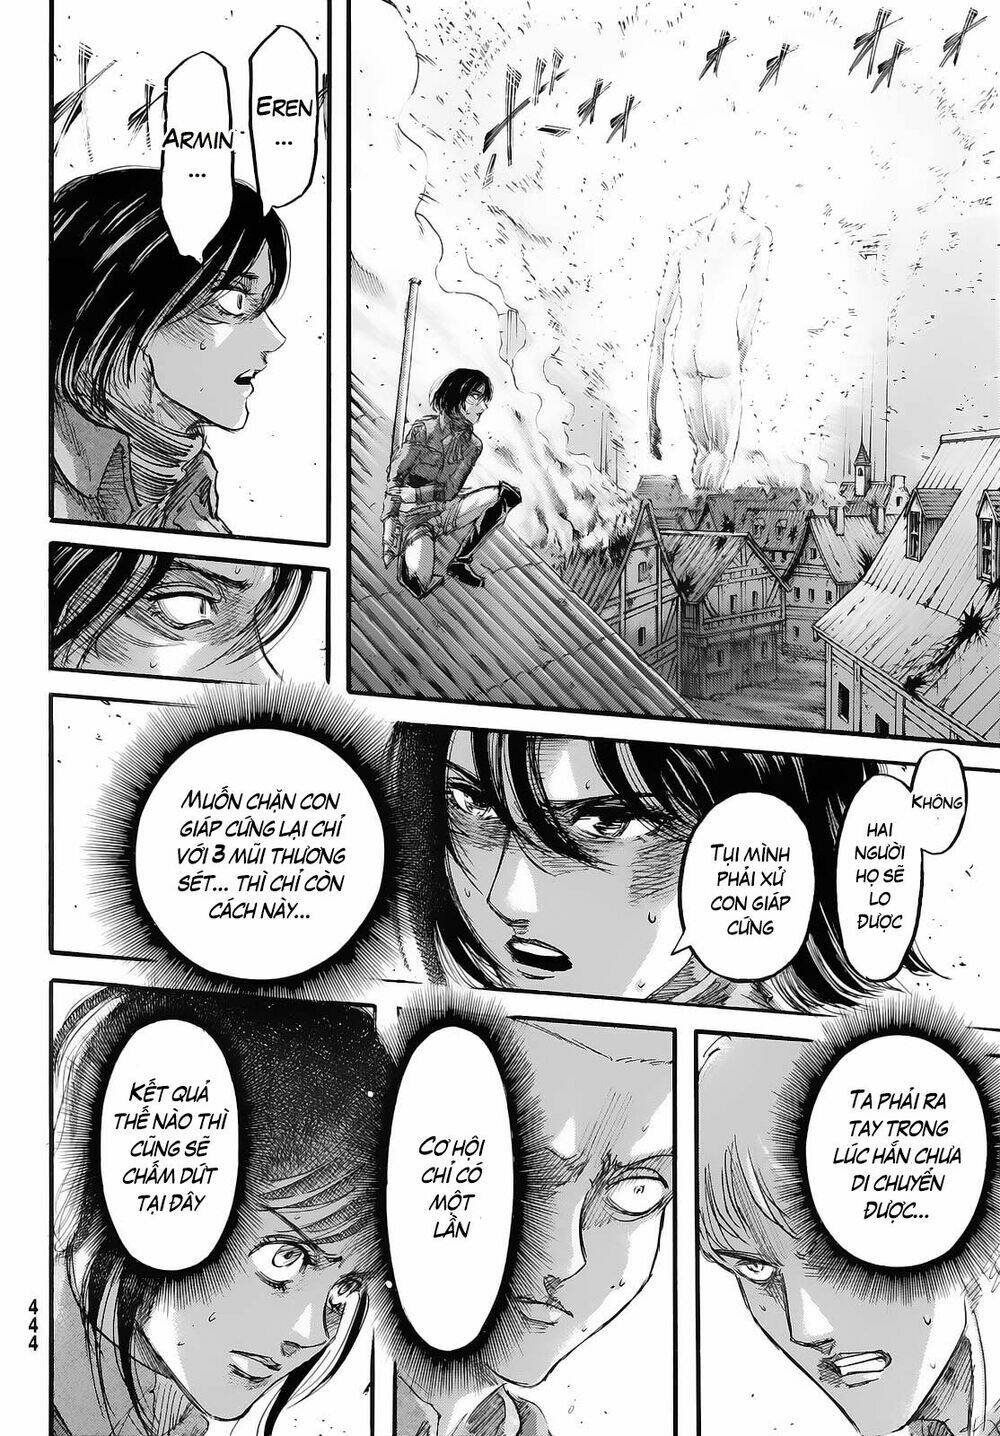 EREN
...
ARMIN
...
KHÔNG
HAI
NGƯỜI
HỌ SẼ
LO
ĐƯỢC
TỤI MÌNH
PHẢI XỬ
CON GIÁP
CỨNG
MUỐN CHẶN CON
GIÁP CỨNG LẠI CHỈ
VỚI 3 MŨI THƯƠNG
SÉT... THÌ CHỈ CÒN
CÁCH NÀY...
TA PHẢI RA
TAY TRONG
LÚC HẮN CHƯA
DI CHUYỂN
ĐƯỢC...
CƠ HỘI
CHỈ CÓ
MỘT
LẦN
KẾT QUẢ
THẾ NÀO THÌ
CŨNG SẼ
CHẤM DỨT
TẠI ĐÂY
444